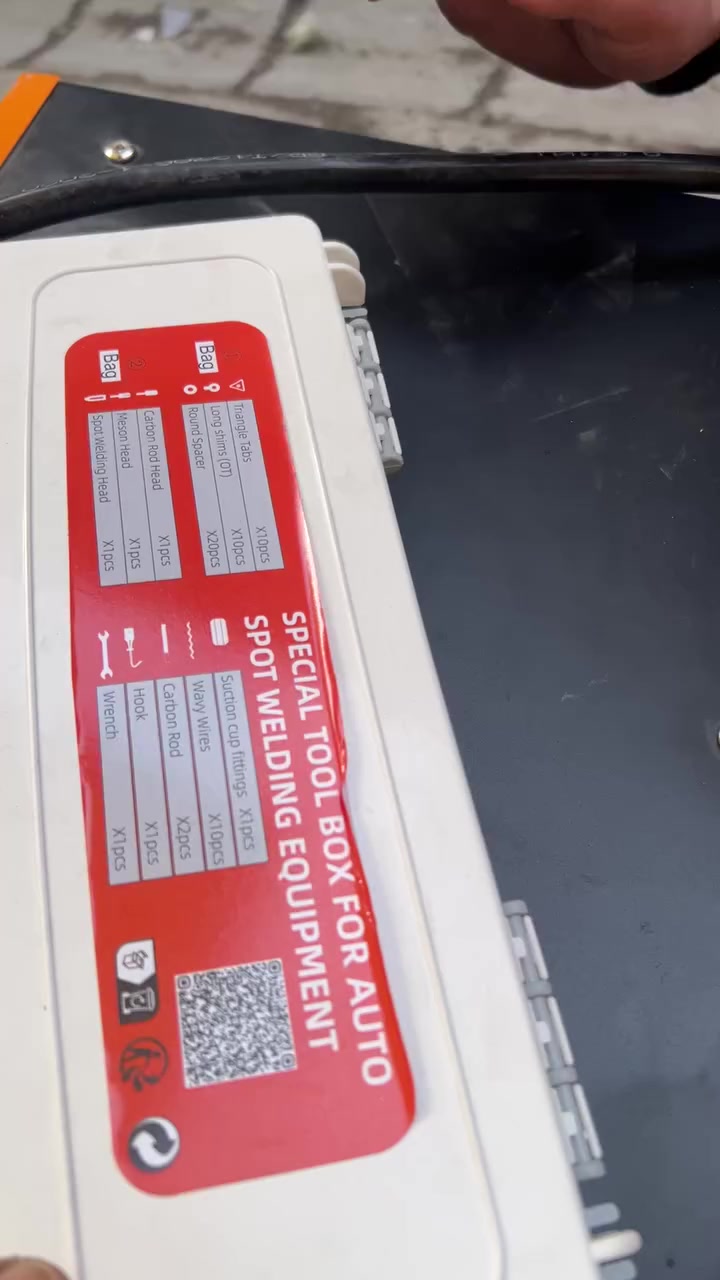 SPECIAL TOOL BOX FOR AUTO
SPOT WELDING EQUIPMENT
Bag 1
Triangle Tabs X10pcs
Long shims (OT) X10pcs
Round Spacer X20pcs
Bag 2
Carbon Rod Head X1pcs
Meson Head X1pcs
Spot Welding Head X1pcs
Suction cup fittings X1pcs
Wavy Wires X10pcs
Carbon Rod X2pcs
Hook X1pcs
Wrench X1pcs